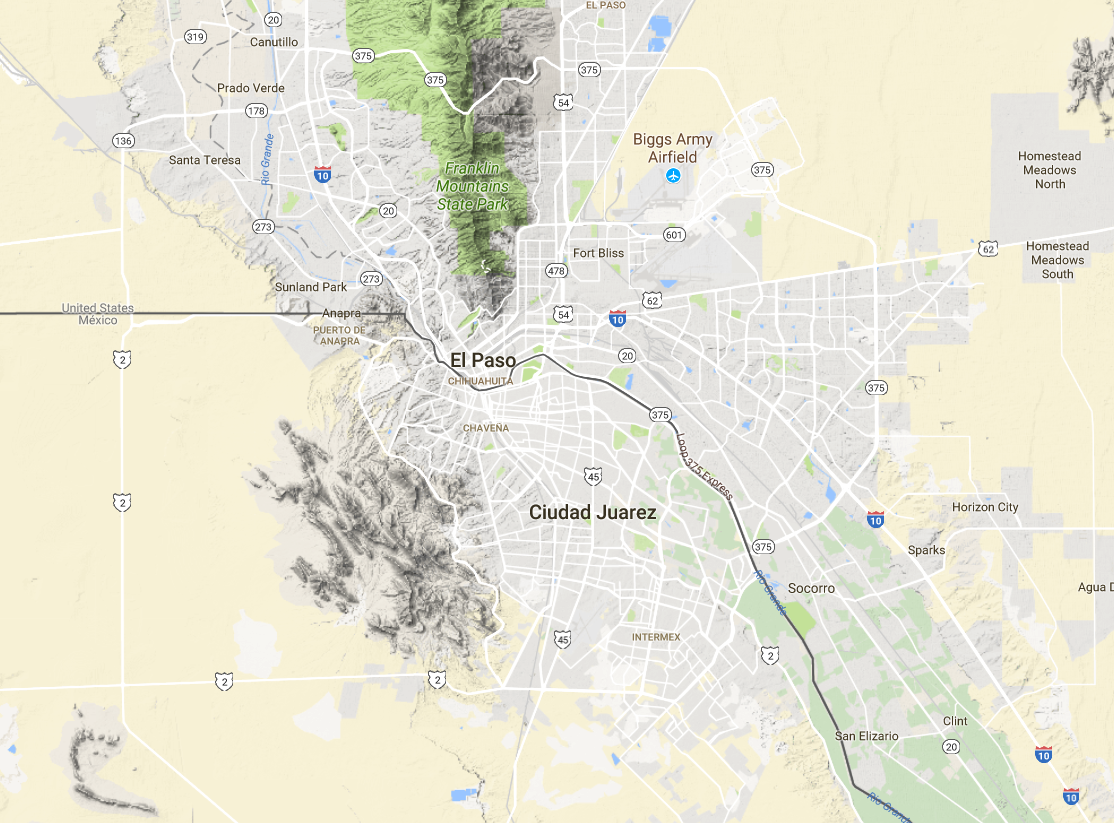 EL PASO
20
319
Canutillo
375
375
375
54
Prado Verde
178
136
Biggs Army
Airfield
Santa Teresa
Rio Grande
10
Franklin
Mountains
State Park
375
Homestead
Meadows
North
20
273
601
62
Homestead
Meadows
South
Fort Bliss
478
273
Sunland Park
62
United States
México
Anapra
54
10
PUERTO DE
ANAPRA
El Paso
20
2
CHIHUAHUITA
375
375
CHAVEÑA
Loop 375 Express
45
2
Ciudad Juarez
Horizon City
10
375
Sparks
Rio Grande
Socorro
Agua D
45
INTERMEX
2
2
2
Clint
San Elizario
20
10
10
Rio Grande